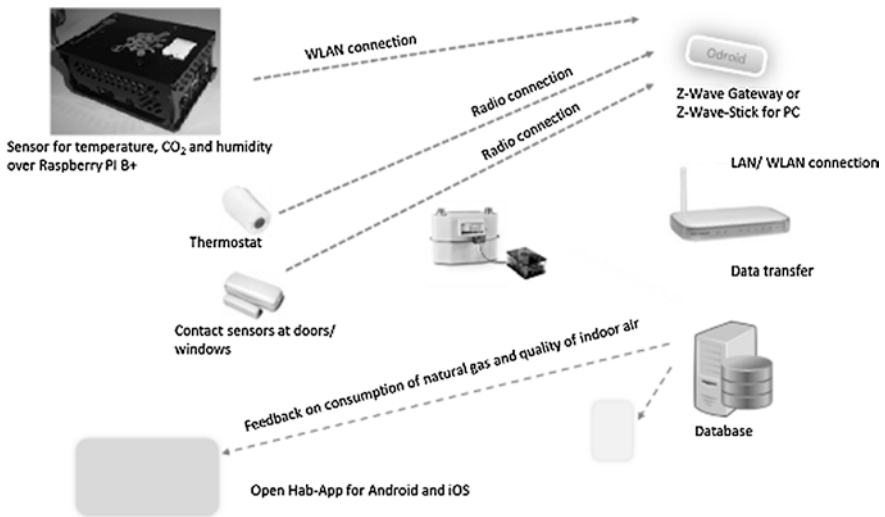 WLAN connection
Odroid
Radio connection
Z-Wave Gateway or
Z-Wave-Stick for PC
Radio connection
Sensor for temperature, CO₂ and humidity
over Raspberry PI B+
LAN/ WLAN connection
Thermostat
Data transfer
Contact sensors at doors/
windows
Feedback on consumption of natural gas and quality of indoor air
Database
Open Hab-App for Android and iOS